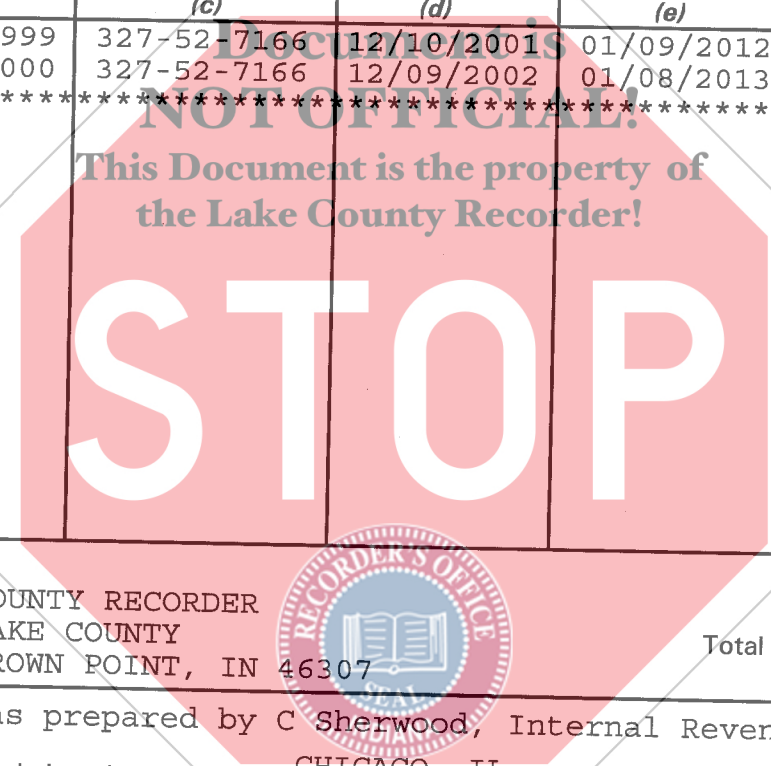 (c) (d) (e)
999 327-52-7166 12/10/2001 01/09/2012
000 327-52-7166 12/09/2002 01/08/2013
***********************************************
Document is
NOT OFFICIAL!
This Document is the property of
the Lake County Recorder!
STOP
RECORDER'S OFFICE
SEAL
OUNTY RECORDER
AKE COUNTY
ROWN POINT, IN 46307
Total
as prepared by C Sherwood, Internal Reven